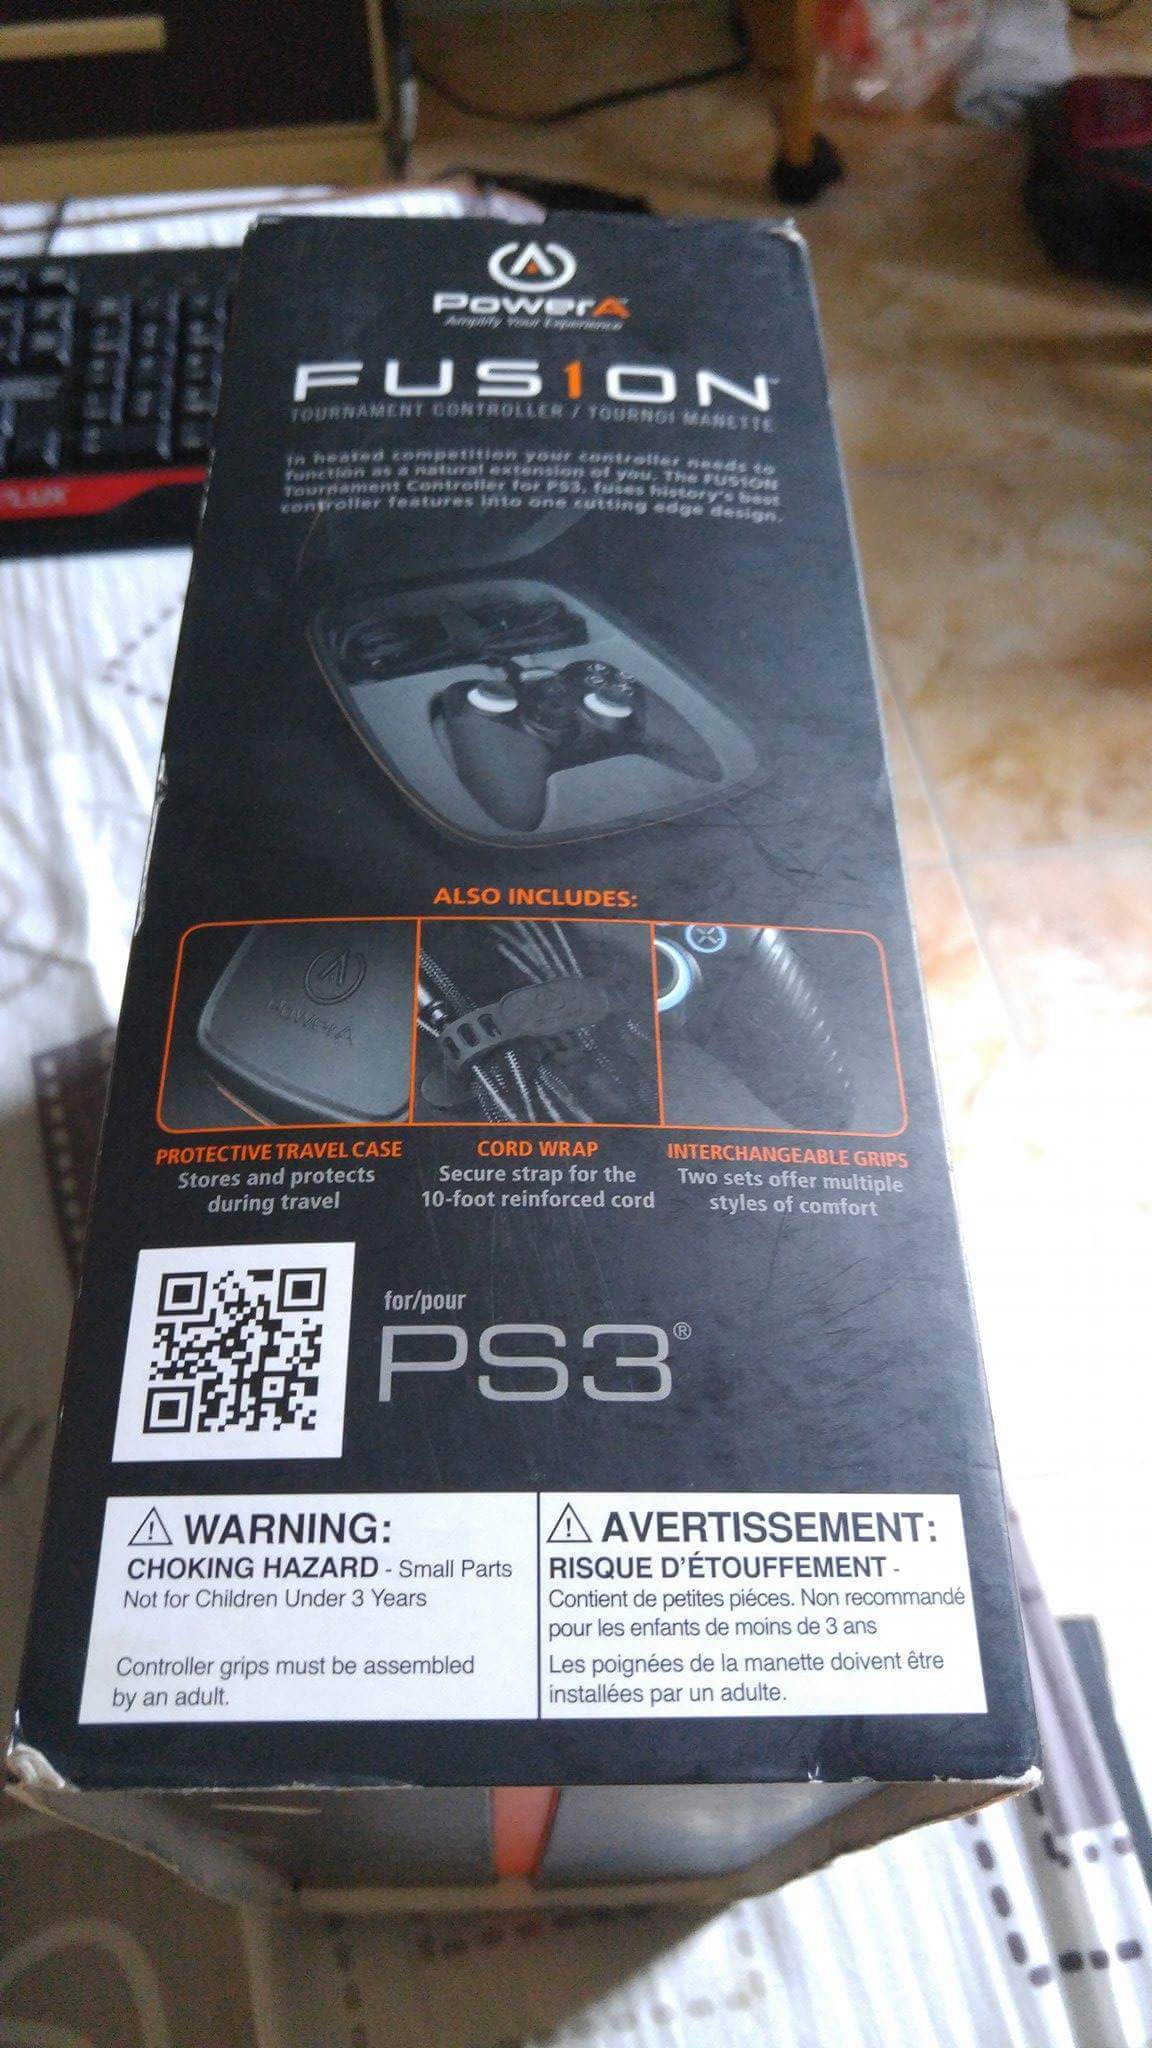 PowerA
Amplify Your Experience
FUS1ON™
TOURNAMENT CONTROLLER / TOURNOI MANETTE
In heated competition your controller needs to
function as a natural extension of you. The FUS1ON
Tournament Controller for PS3, fuses history's best
controller features into one cutting edge design.
ALSO INCLUDES:
POWERA
PROTECTIVE TRAVEL CASE
Stores and protects
during travel
CORD WRAP
Secure strap for the
10-foot reinforced cord
INTERCHANGEABLE GRIPS
Two sets offer multiple
styles of comfort
for/pour
PS3®
WARNING:
CHOKING HAZARD - Small Parts
Not for Children Under 3 Years
Controller grips must be assembled
by an adult.
AVERTISSEMENT:
RISQUE D'ÉTOUFFEMENT -
Contient de petites piéces. Non recommandé
pour les enfants de moins de 3 ans
Les poignées de la manette doivent être
installées par un adulte.